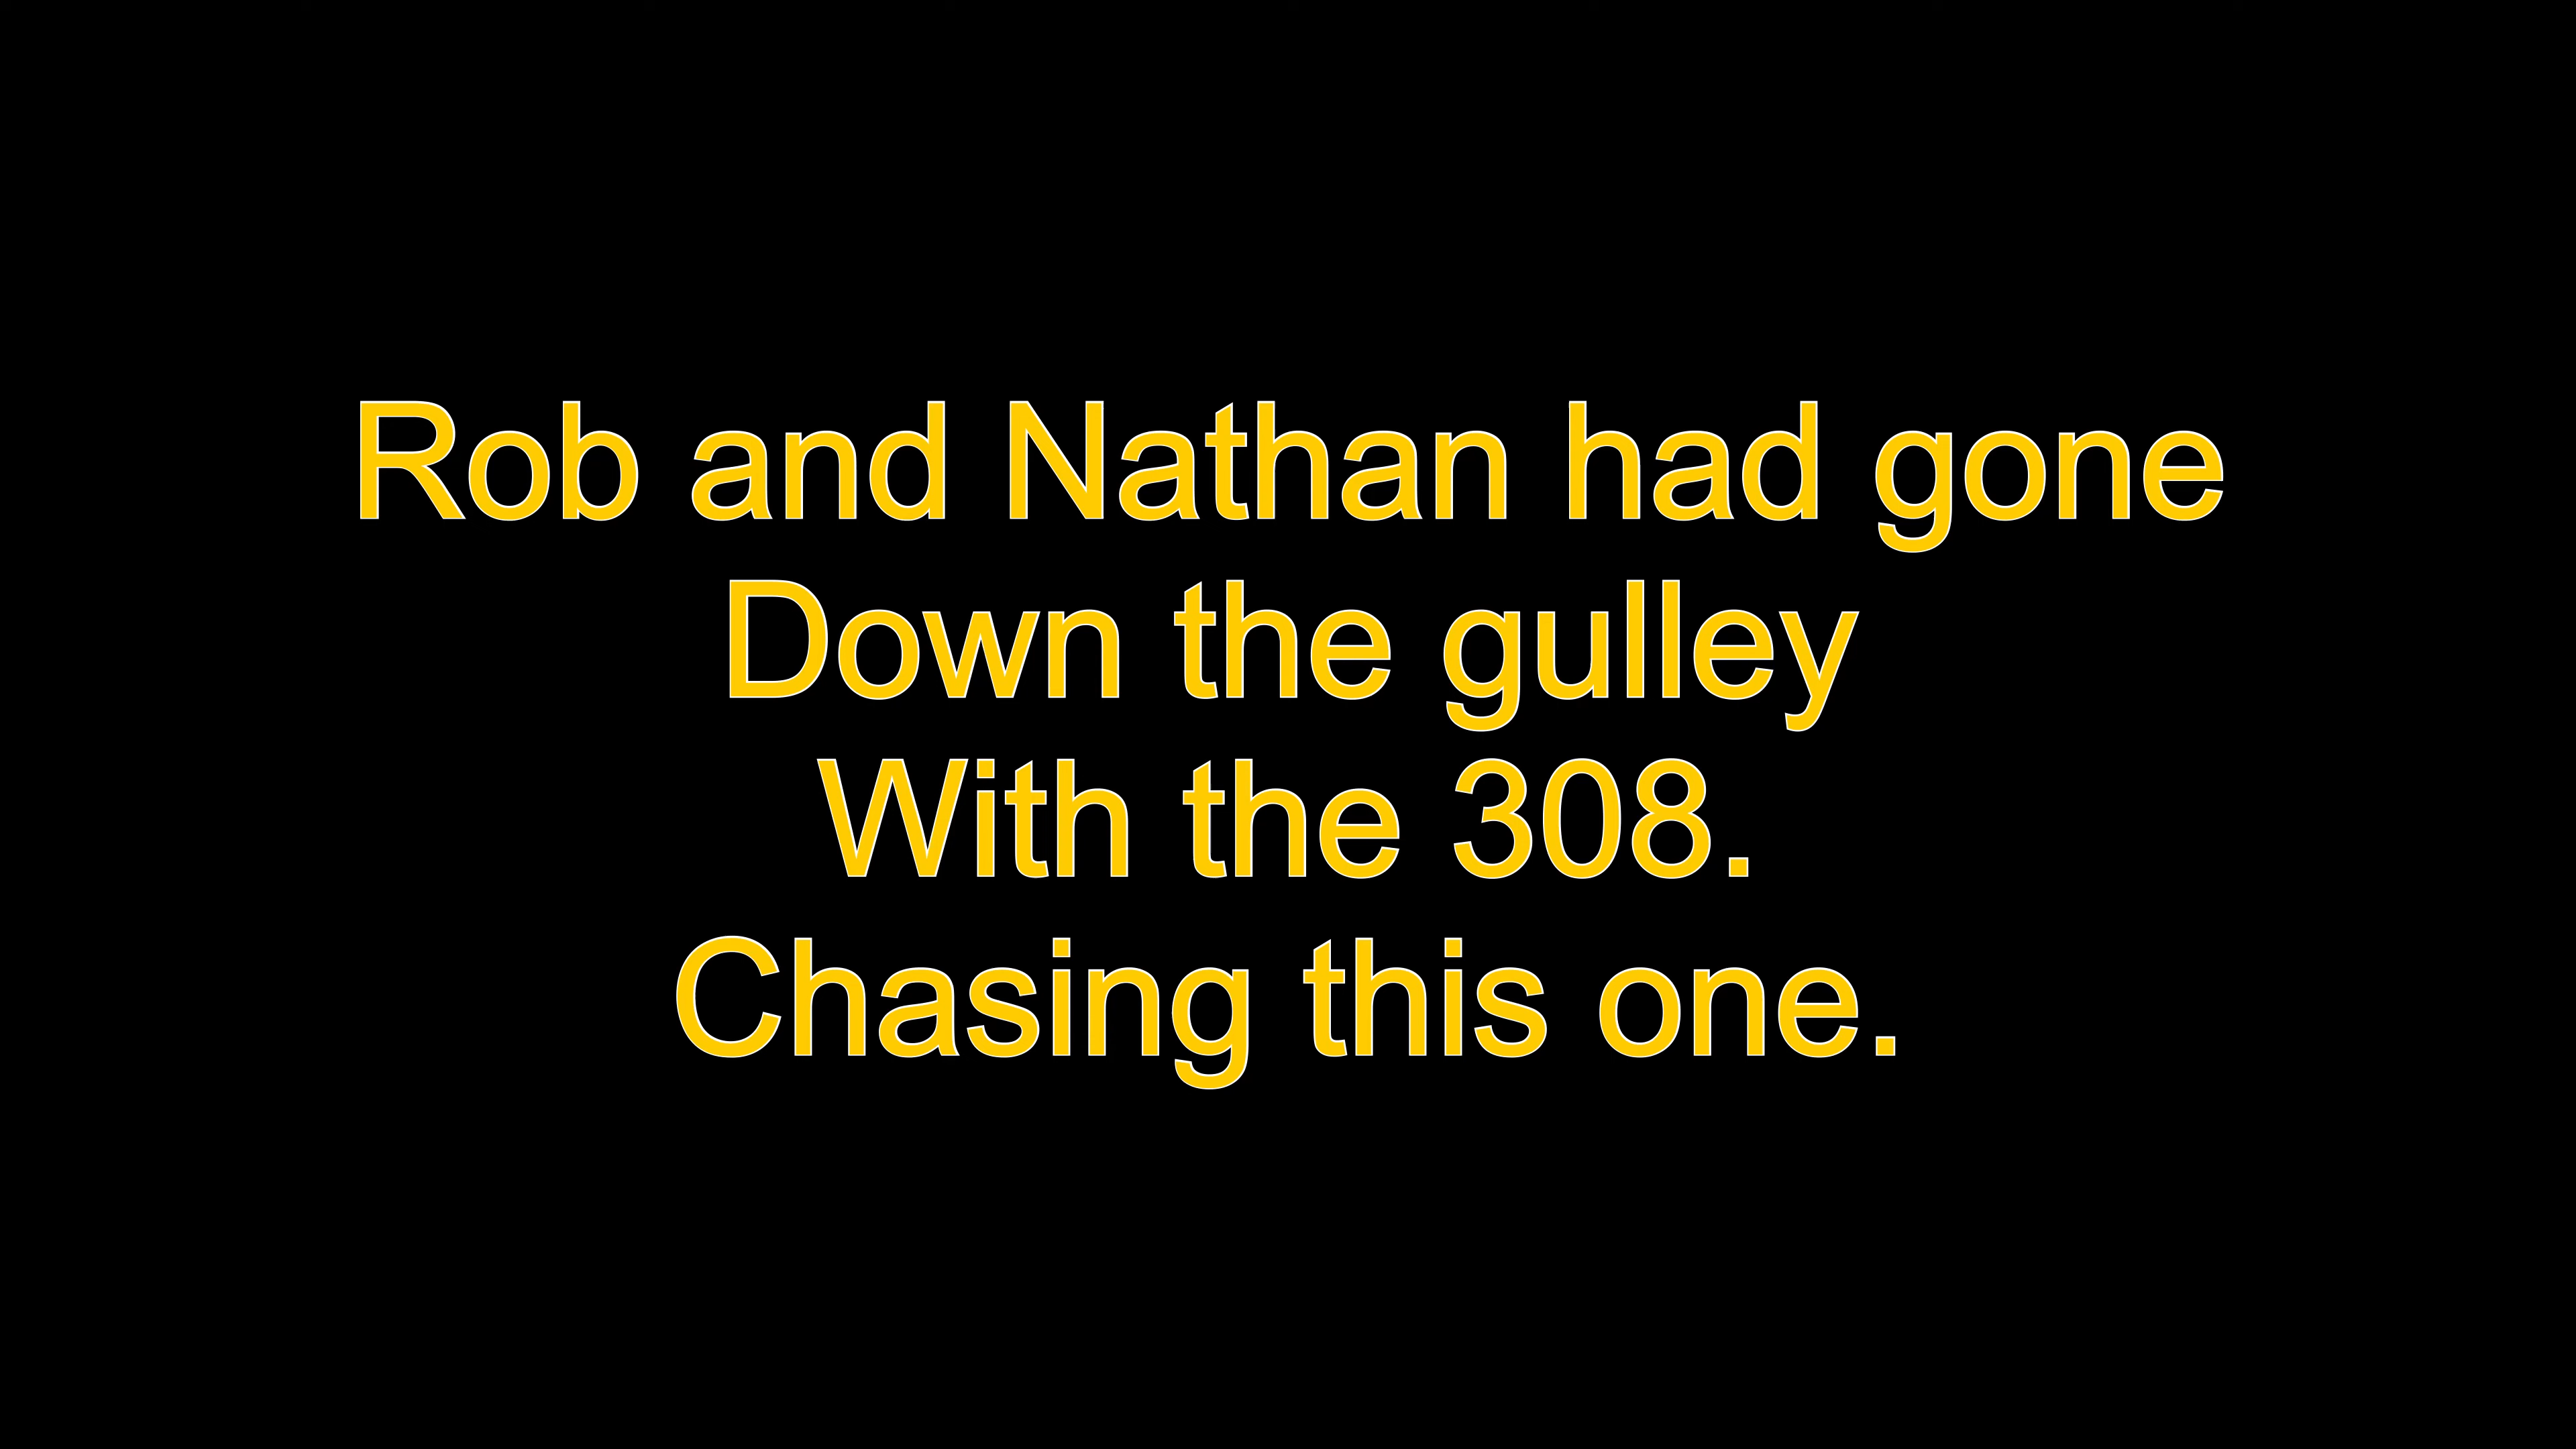 Rob and Nathan had gone
Down the gulley
With the 308.
Chasing this one.